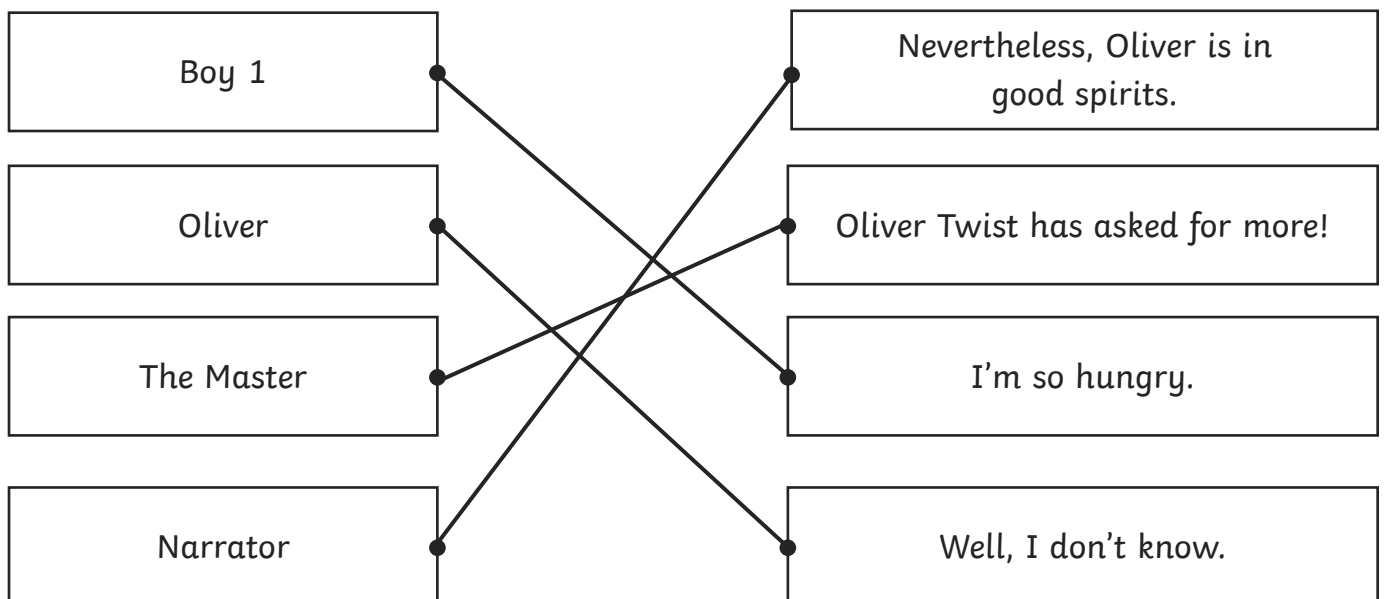 Boy 1
Nevertheless, Oliver is in
good spirits.
Oliver
Oliver Twist has asked for more!
The Master
I'm so hungry.
Narrator
Well, I don't know.